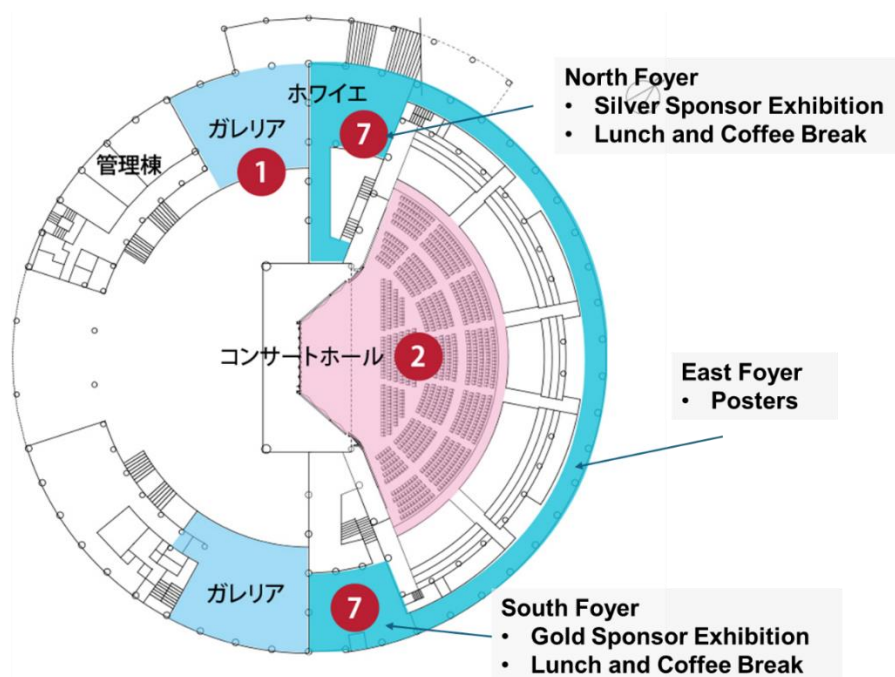 North Foyer
• Silver Sponsor Exhibition
• Lunch and Coffee Break
ホワイエ
7
ガレリア
1
管理棟
コンサートホール
2
East Foyer
• Posters
ガレリア
7
South Foyer
• Gold Sponsor Exhibition
• Lunch and Coffee Break